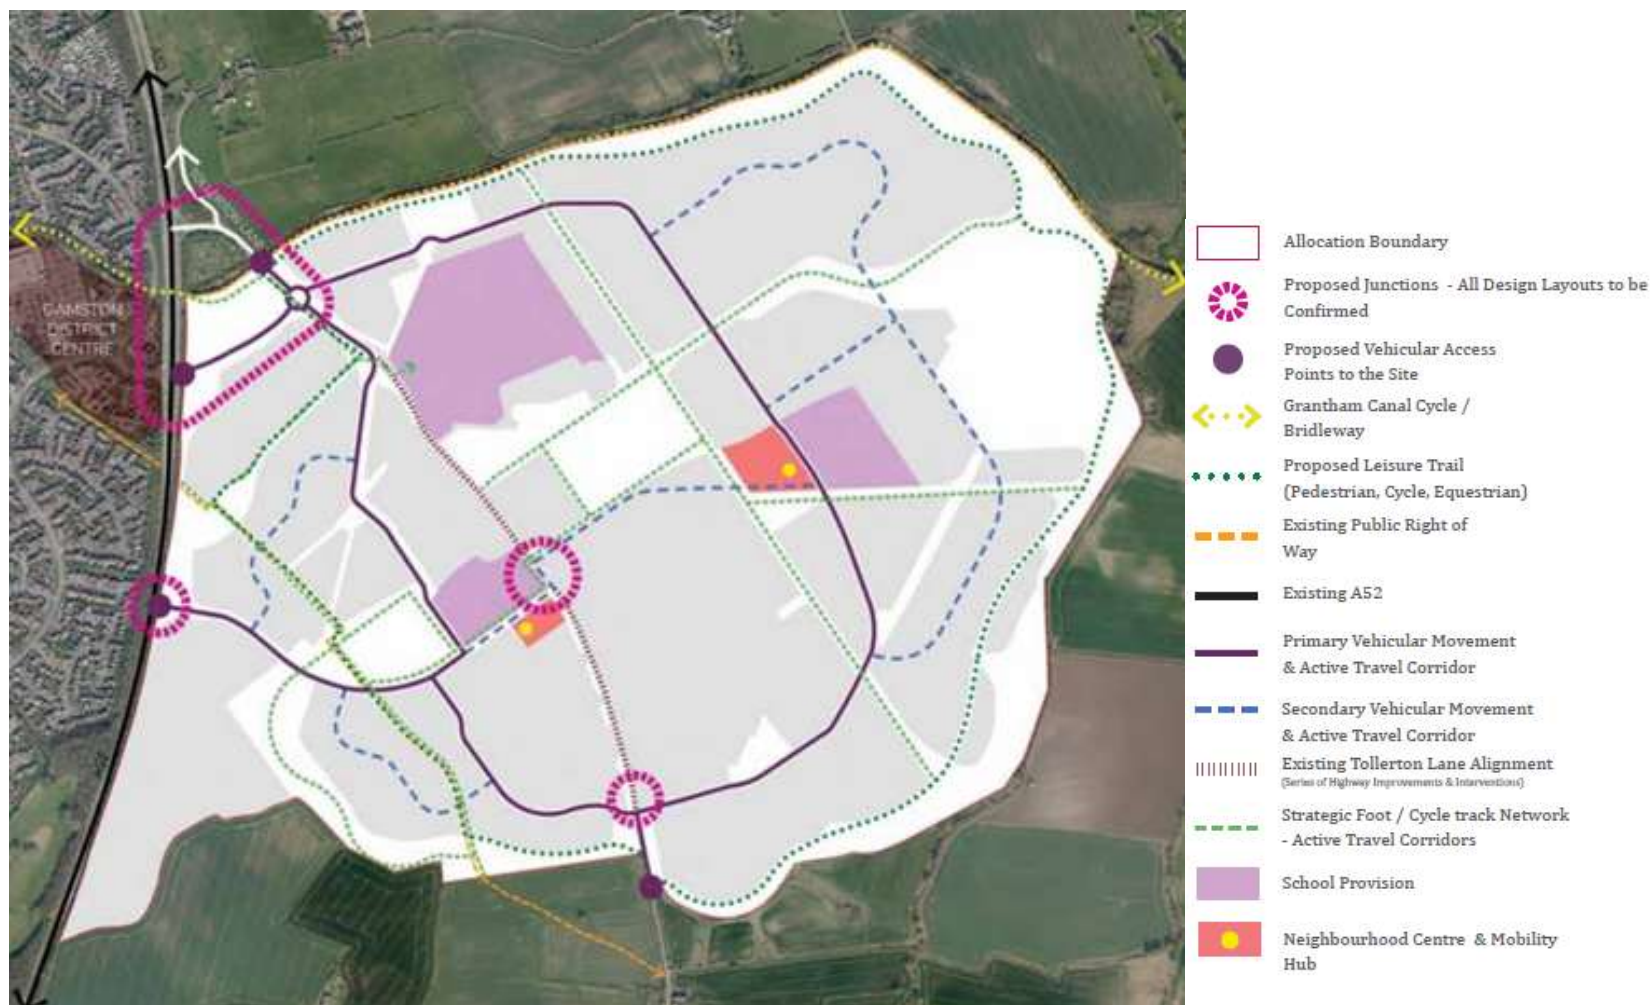 GAMSTON
DISTRICT
CENTRE
Allocation Boundary
Proposed Junctions - All Design Layouts to be
Confirmed
Proposed Vehicular Access
Points to the Site
Grantham Canal Cycle /
Bridleway
Proposed Leisure Trail
(Pedestrian, Cycle, Equestrian)
Existing Public Right of
Way
Existing A52
Primary Vehicular Movement
& Active Travel Corridor
Secondary Vehicular Movement
& Active Travel Corridor
Existing Tollerton Lane Alignment
(Series of Highway Improvements & Interventions)
Strategic Foot / Cycle track Network
- Active Travel Corridors
School Provision
Neighbourhood Centre & Mobility
Hub